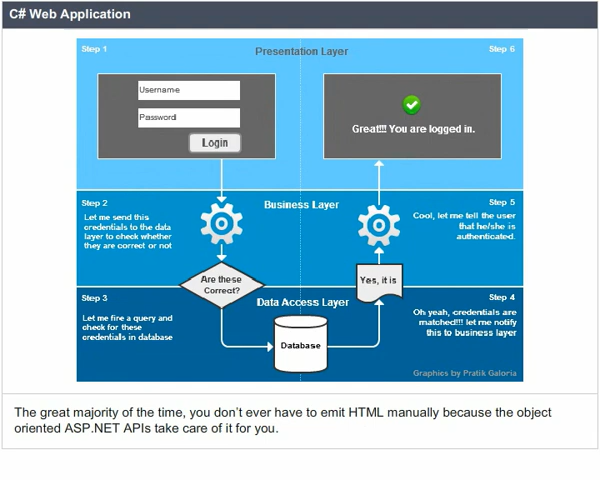 C# Web Application
Step 1
Presentation Layer
Step 6
Username
Password
Login
Great!!! You are logged in.
Step 2
Let me send this
credentials to the data
layer to check whether
they are correct or not
Business Layer
Step 5
Cool, let me tell the user
that he/she is
authenticated.
Are these
Correct?
Yes, it is
Step 3
Let me fire a query and
check for these
credentials in database
Data Access Layer
Database
Step 4
Oh yeah, credentials are
matched!!! let me notify
this to business layer
Graphics by Pratik Galoria
The great majority of the time, you don't ever have to emit HTML manually because the object
oriented ASP.NET APIs take care of it for you.